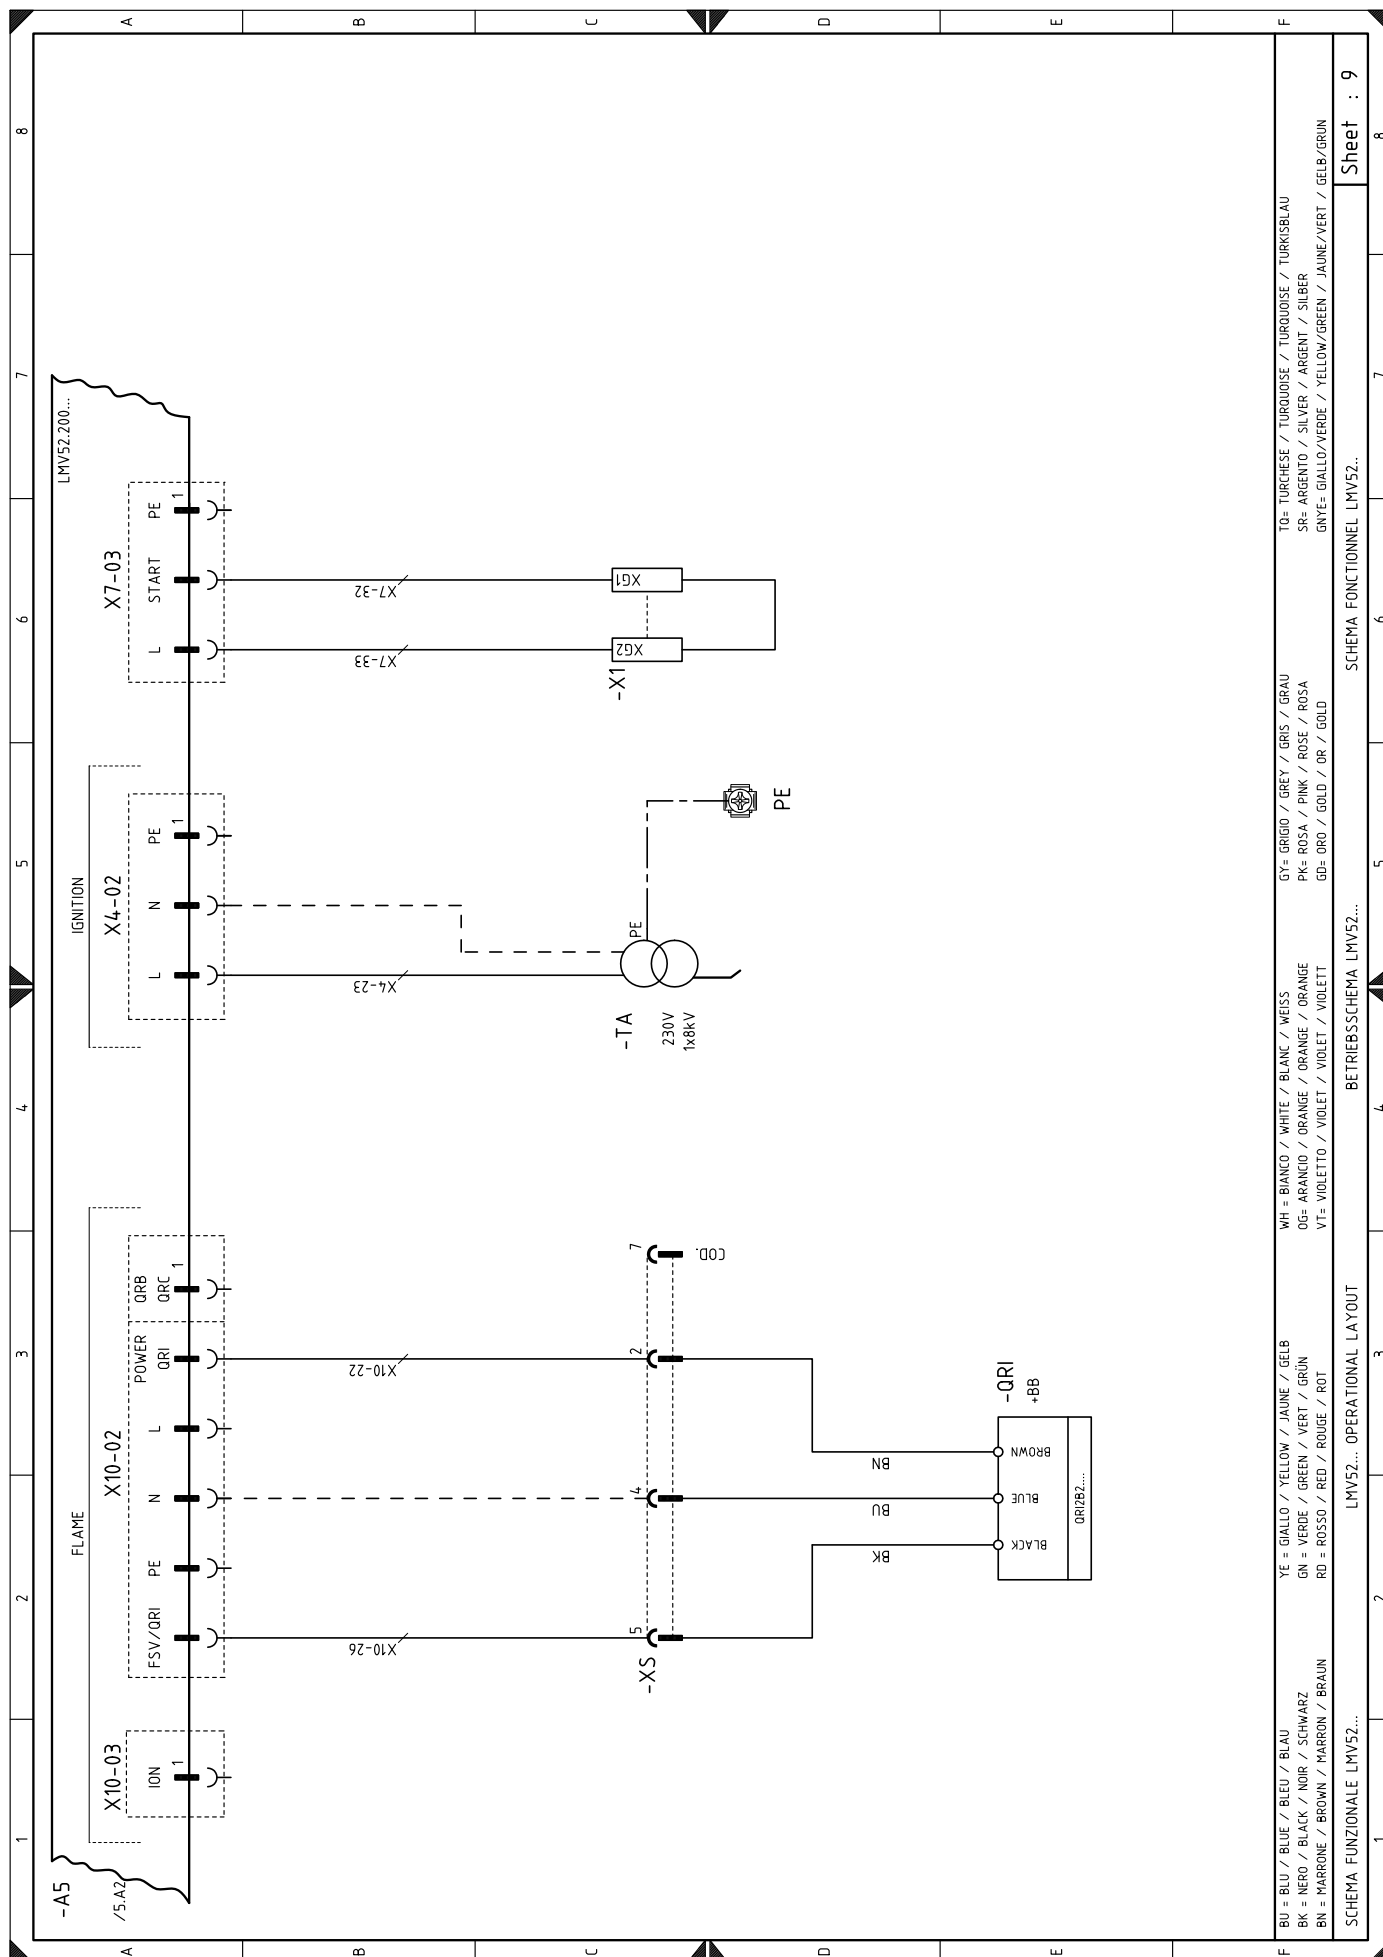 1 2 3 4 5 6 7 8
A
B
C
D
E
F
-A5
/5.A2
LMV52.200...
FLAME
X10-03
ION
1
X10-02
FSV/QRI
PE
N
L
POWER
QRI
QRB
QRC
1
IGNITION
X4-02
L
N
PE
1
X7-03
L
START
PE
1
X10-26
X10-22
X4-23
X7-33
X7-32
-XS
5
4
2
7
COD.
-TA
230V
1x8kV
PE
PE
-X1
XG2
XG1
BK
BU
BN
BLACK
BLUE
BROWN
-QRI
+BB
QRI2B2....
BU = BLU / BLUE / BLEU / BLAU
BK = NERO / BLACK / NOIR / SCHWARZ
BN = MARRONE / BROWN / MARRON / BRAUN
YE = GIALLO / YELLOW / JAUNE / GELB
GN = VERDE / GREEN / VERT / GRÜN
RD = ROSSO / RED / ROUGE / ROT
WH = BIANCO / WHITE / BLANC / WEISS
OG= ARANCIO / ORANGE / ORANGE / ORANGE
VT= VIOLETTO / VIOLET / VIOLET / VIOLETT
GY= GRIGIO / GREY / GRIS / GRAU
PK= ROSA / PINK / ROSE / ROSA
GD= ORO / GOLD / OR / GOLD
TQ= TURCHESE / TURQUOISE / TURQUOISE / TURKISBLAU
SR= ARGENTO / SILVER / ARGENT / SILBER
GNYE= GIALLO/VERDE / YELLOW/GREEN / JAUNE/VERT / GELB/GRUN
SCHEMA FUNZIONALE LMV52...
LMV52... OPERATIONAL LAYOUT
BETRIEBSSCHEMA LMV52...
SCHEMA FONCTIONNEL LMV52..
Sheet : 9
A
B
C
D
E
F
1 2 3 4 5 6 7 8